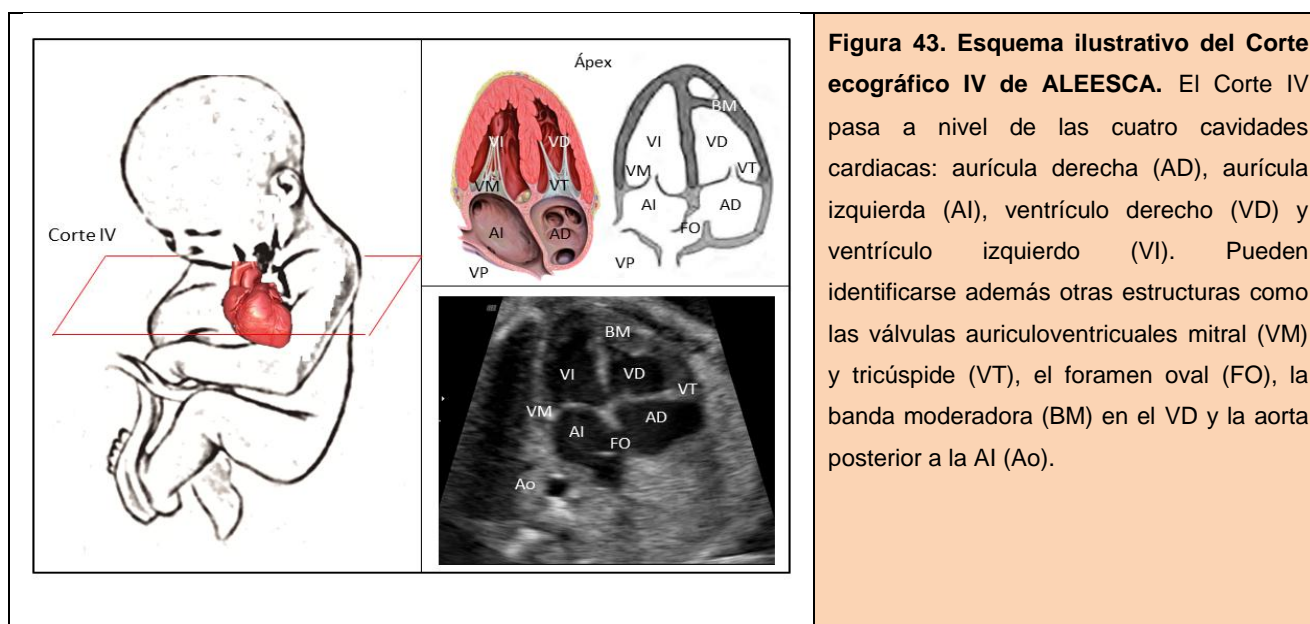 Corte IV
Ápex
VI
VD
VM
VT
AI
AD
VP
BM
VI
VD
VM
VT
AI
AD
FO
VP
BM
VI
VD
VT
VM
AD
AI
FO
Ao
Figura 43. Esquema ilustrativo del Corte
ecográfico IV de ALEESCA. El Corte IV
pasa a nivel de las cuatro cavidades
cardiacas: aurícula derecha (AD), aurícula
izquierda (AI), ventrículo derecho (VD) y
ventrículo izquierdo (VI). Pueden
identificarse además otras estructuras como
las válvulas auriculoventricuales mitral (VM)
y tricúspide (VT), el foramen oval (FO), la
banda moderadora (BM) en el VD y la aorta
posterior a la AI (Ao).